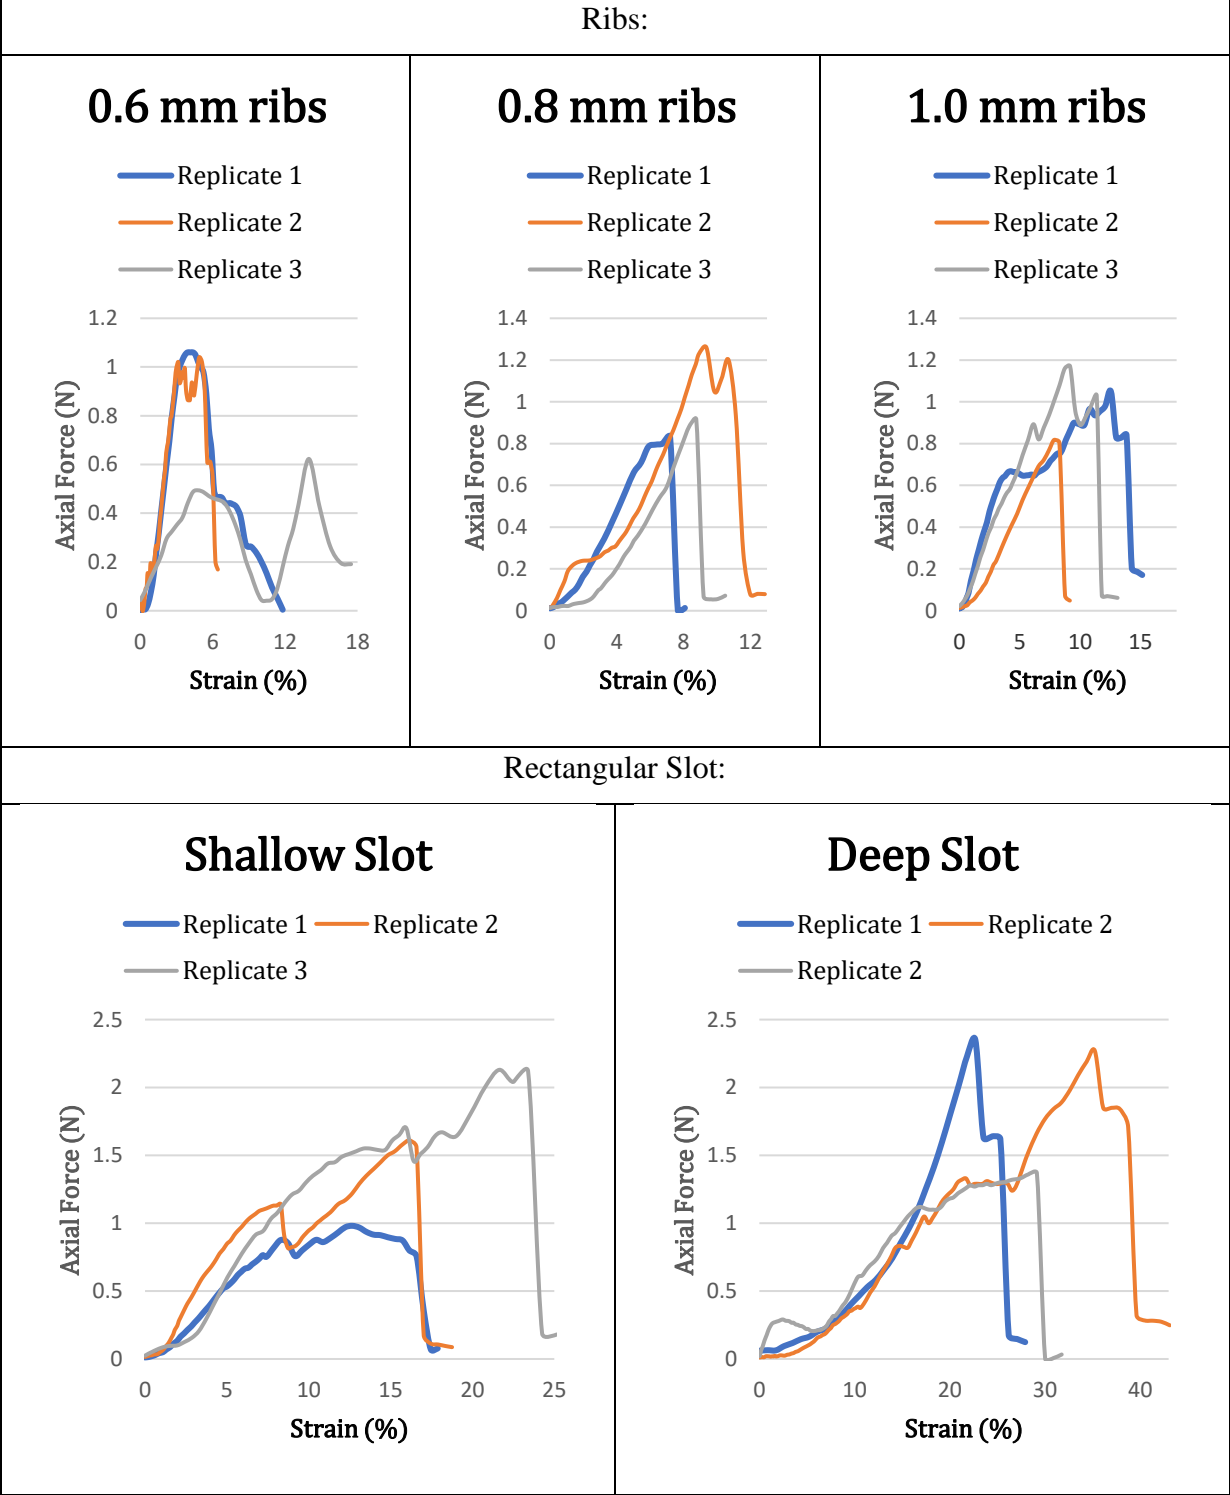 Ribs:
0.6 mm ribs
Replicate 1
Replicate 2
Replicate 3
1.2
1
0.8
0.6
0.4
0.2
0
Axial Force (N)
0 6 12 18
Strain (%)
0.8 mm ribs
Replicate 1
Replicate 2
Replicate 3
1.4
1.2
1
0.8
0.6
0.4
0.2
0
Axial Force (N)
0 4 8 12
Strain (%)
1.0 mm ribs
Replicate 1
Replicate 2
Replicate 3
1.4
1.2
1
0.8
0.6
0.4
0.2
0
Axial Force (N)
0 5 10 15
Strain (%)
Rectangular Slot:
Shallow Slot
Replicate 1 Replicate 2
Replicate 3
2.5
2
1.5
1
0.5
0
Axial Force (N)
0 5 10 15 20 25
Strain (%)
Deep Slot
Replicate 1 Replicate 2
Replicate 2
2.5
2
1.5
1
0.5
0
Axial Force (N)
0 10 20 30 40
Strain (%)